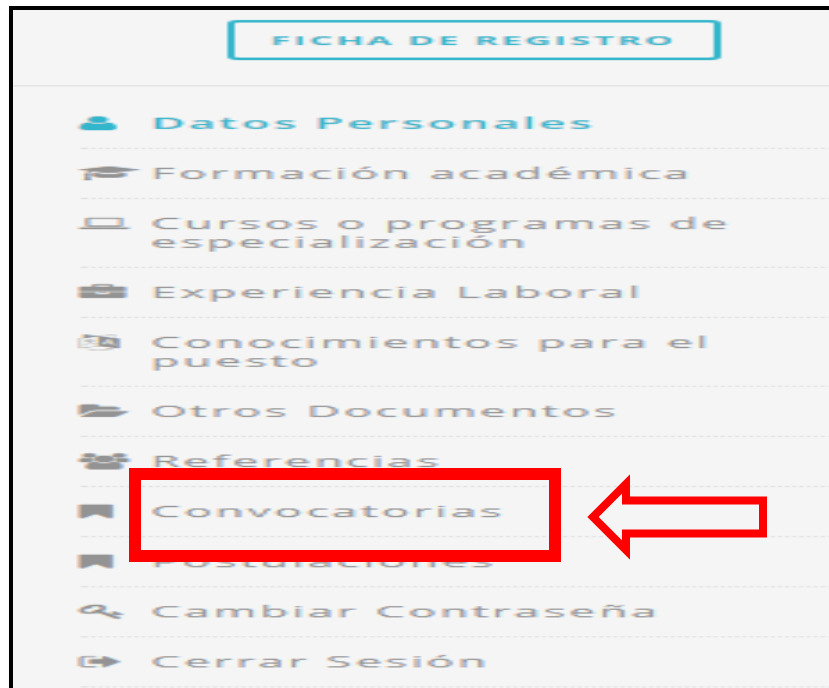 FICHA DE REGISTRO
Datos Personales
Formación académica
Cursos o programas de
especialización
Experiencia Laboral
Conocimientos para el
puesto
Otros Documentos
Referencias
Convocatorias
Postulaciones
Cambiar Contraseña
Cerrar Sesión